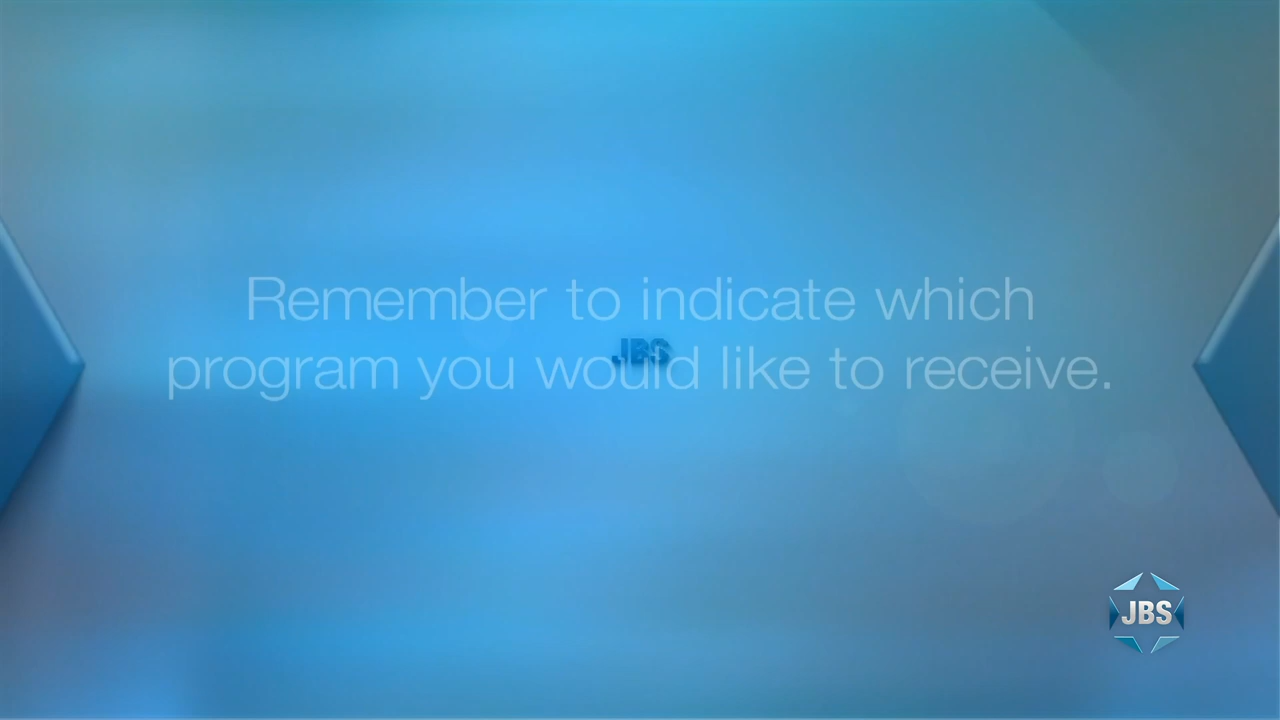 Remember to indicate which
JBS
program you would like to receive.
JBS